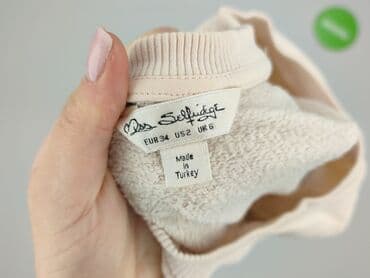 Miss Selfridge
EUR34 US2 UK6
Made in
Turkey